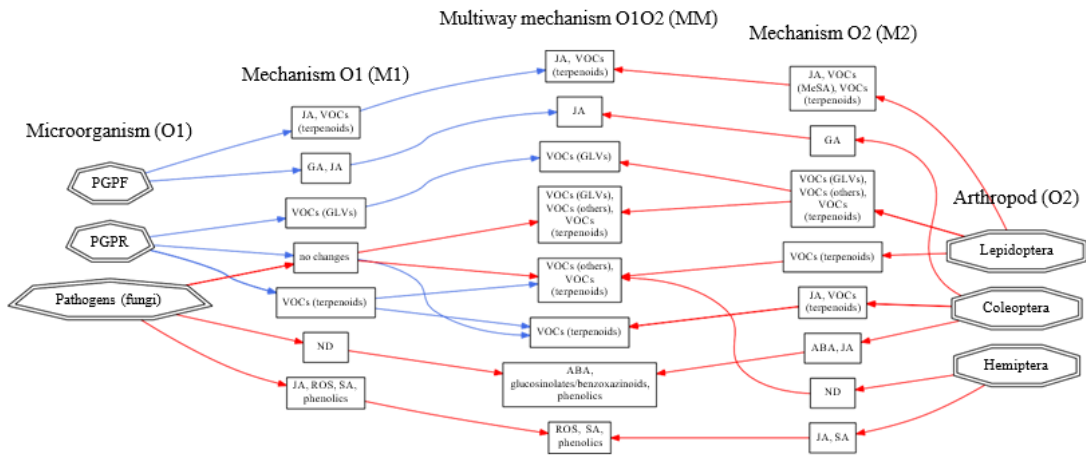 Multiway mechanism O1O2 (MM)
Mechanism O2 (M2)
Mechanism O1 (M1)
Microorganism (O1)
Arthropod (O2)
PGPF
PGPR
Pathogens (fungi)
JA, VOCs
(terpenoids)
GA, JA
VOCs (GLVs)
no changes
VOCs (terpenoids)
ND
JA, ROS, SA,
phenolics
JA, VOCs
(terpenoids)
JA
VOCs (GLVs)
VOCs (GLVs),
VOCs (others),
VOCs
(terpenoids)
VOCs (others),
VOCs
(terpenoids)
VOCs (terpenoids)
ABA,
glucosinolates/benzoxazinoids,
phenolics
ROS, SA,
phenolics
JA, VOCs
(MeSA), VOCs
(terpenoids)
GA
VOCs (GLVs),
VOCs (others),
VOCs
(terpenoids)
VOCs (terpenoids)
JA, VOCs
(terpenoids)
ABA, JA
ND
JA, SA
Lepidoptera
Coleoptera
Hemiptera